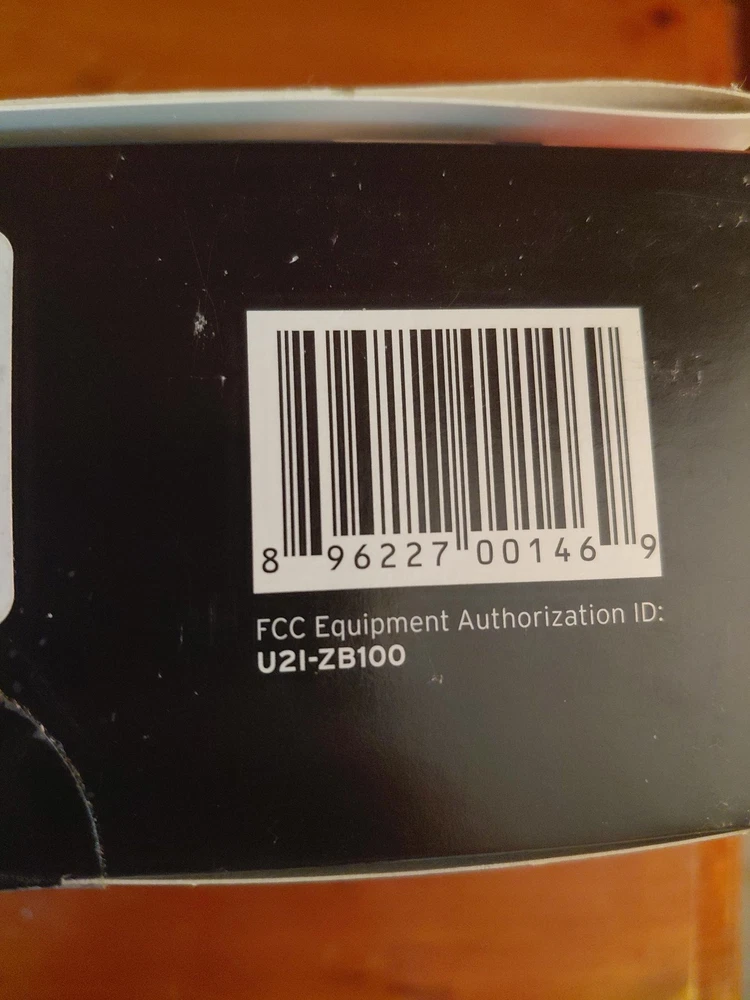 8 96227 00146 9
FCC Equipment Authorization ID:
U2I-ZB100